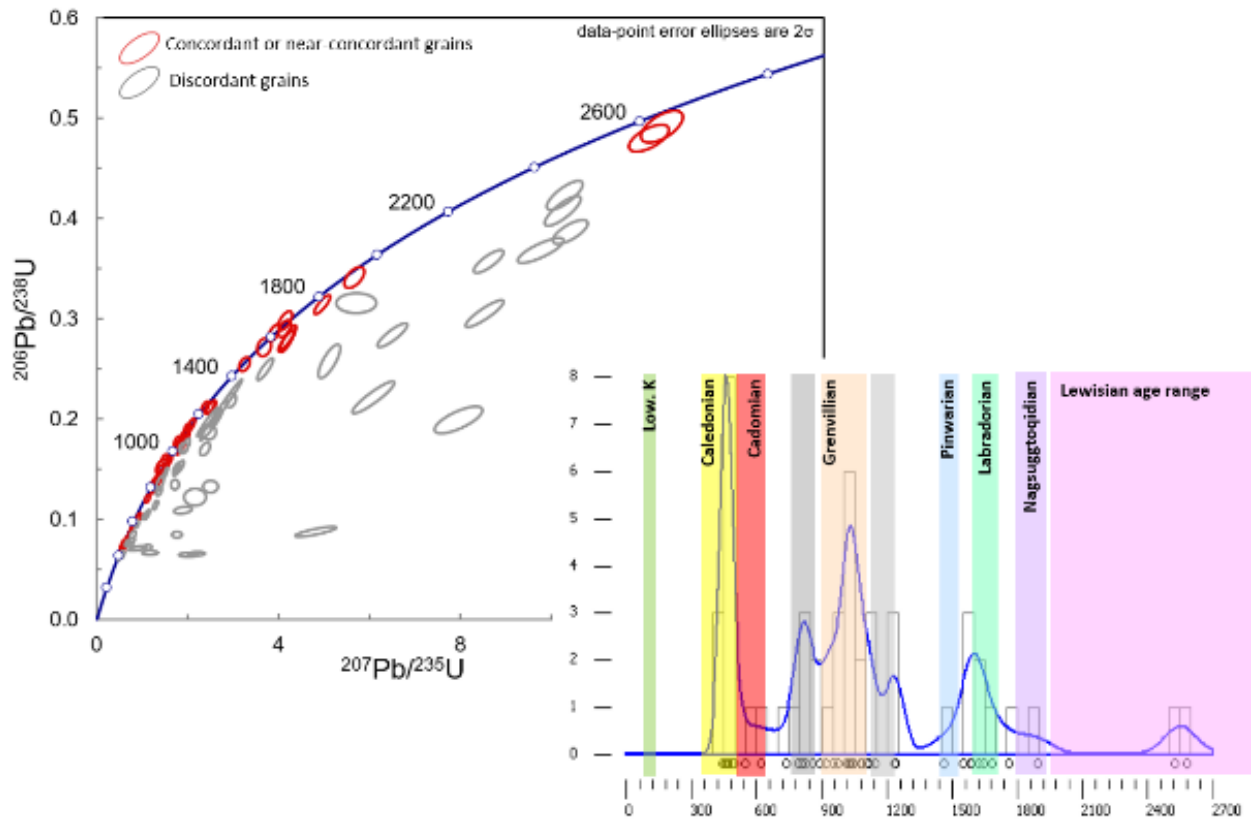 0.6
data-point error ellipses are 2σ
Concordant or near-concordant grains
Discordant grains
0.5
2600
0.4
2200
206Pb/238U
0.3
1800
1400
0.2
1000
0.1
0.0
0
4
8
207Pb/235U
Low. K
Caledonian
Cadomian
Grenvillian
Pinwarian
Labradorian
Nagsuggtoqidian
Lewisian age range
8
7
6
5
4
3
2
1
0
0
300
600
900
1200
1500
1800
2100
2400
2700